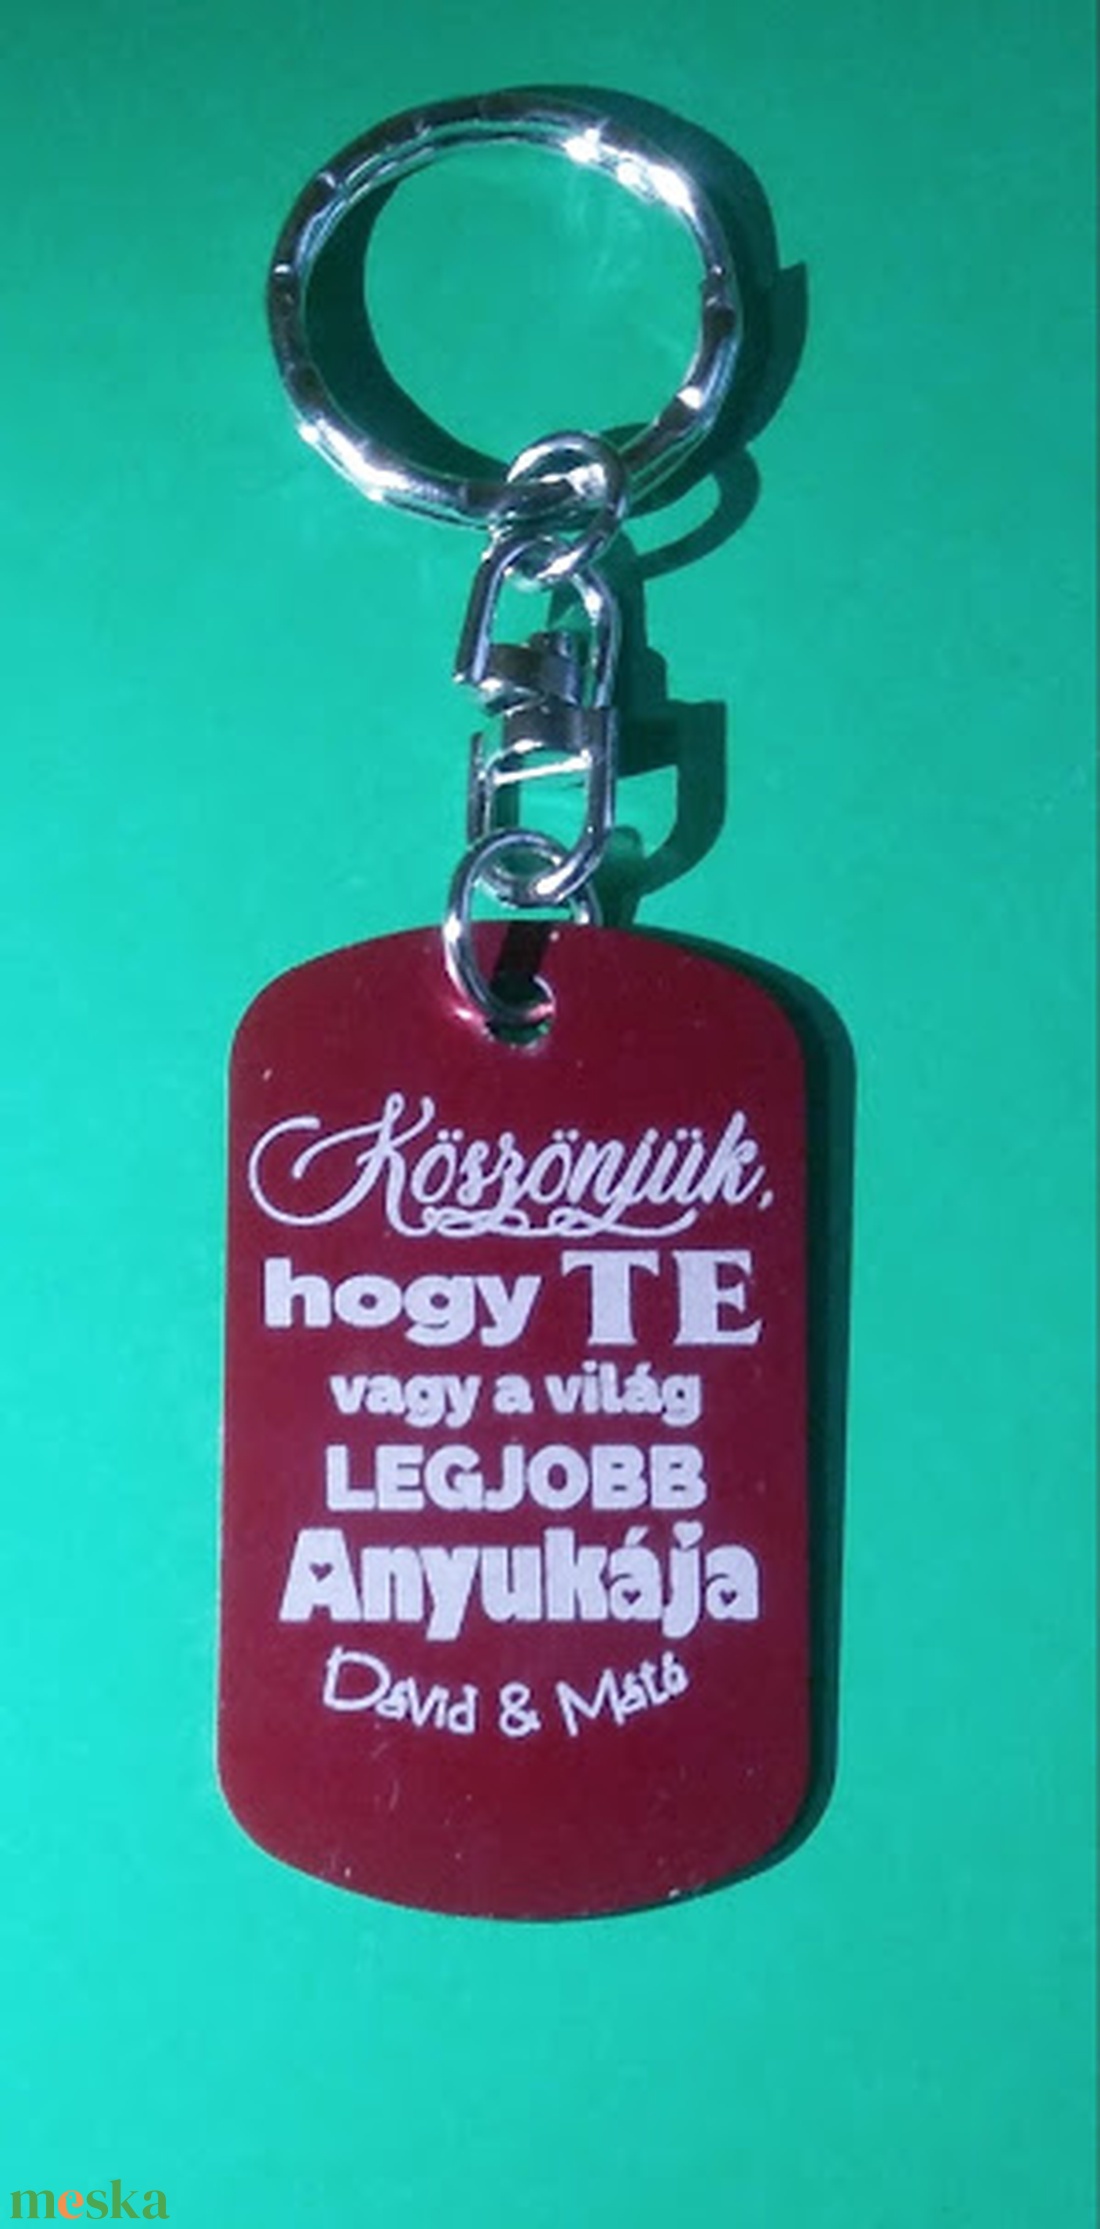 Köszönjük,
hogy TE
vagy a világ
LEGJOBB
Anyukája
Dávid & Máté
meska